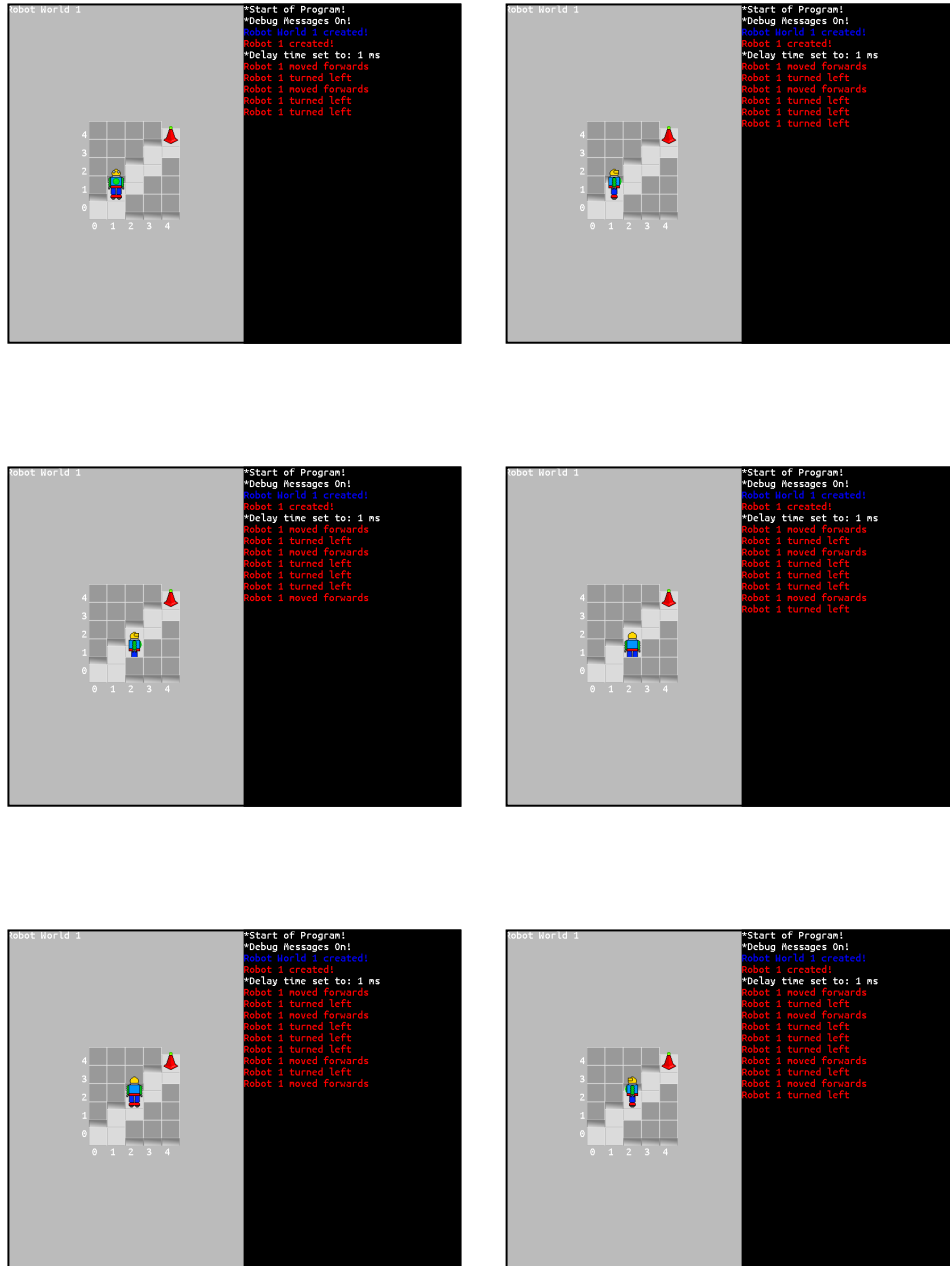 Robot World 1
*Start of Program!
*Debug Messages On!
Robot World 1 created!
Robot 1 created!
*Delay time set to: 1 ms
Robot 1 moved forwards
Robot 1 turned left
Robot 1 moved forwards
Robot 1 turned left
Robot 1 turned left
4
3
2
1
0
0 1 2 3 4
Robot World 1
*Start of Program!
*Debug Messages On!
Robot World 1 created!
Robot 1 created!
*Delay time set to: 1 ms
Robot 1 moved forwards
Robot 1 turned left
Robot 1 moved forwards
Robot 1 turned left
Robot 1 turned left
Robot 1 turned left
4
3
2
1
0
0 1 2 3 4
Robot World 1
*Start of Program!
*Debug Messages On!
Robot World 1 created!
Robot 1 created!
*Delay time set to: 1 ms
Robot 1 moved forwards
Robot 1 turned left
Robot 1 moved forwards
Robot 1 turned left
Robot 1 turned left
Robot 1 turned left
Robot 1 moved forwards
4
3
2
1
0
0 1 2 3 4
Robot World 1
*Start of Program!
*Debug Messages On!
Robot World 1 created!
Robot 1 created!
*Delay time set to: 1 ms
Robot 1 moved forwards
Robot 1 turned left
Robot 1 moved forwards
Robot 1 turned left
Robot 1 turned left
Robot 1 turned left
Robot 1 moved forwards
Robot 1 turned left
4
3
2
1
0
0 1 2 3 4
Robot World 1
*Start of Program!
*Debug Messages On!
Robot World 1 created!
Robot 1 created!
*Delay time set to: 1 ms
Robot 1 moved forwards
Robot 1 turned left
Robot 1 moved forwards
Robot 1 turned left
Robot 1 turned left
Robot 1 turned left
Robot 1 moved forwards
Robot 1 turned left
Robot 1 moved forwards
4
3
2
1
0
0 1 2 3 4
Robot World 1
*Start of Program!
*Debug Messages On!
Robot World 1 created!
Robot 1 created!
*Delay time set to: 1 ms
Robot 1 moved forwards
Robot 1 turned left
Robot 1 moved forwards
Robot 1 turned left
Robot 1 turned left
Robot 1 turned left
Robot 1 moved forwards
Robot 1 turned left
Robot 1 moved forwards
Robot 1 turned left
4
3
2
1
0
0 1 2 3 4